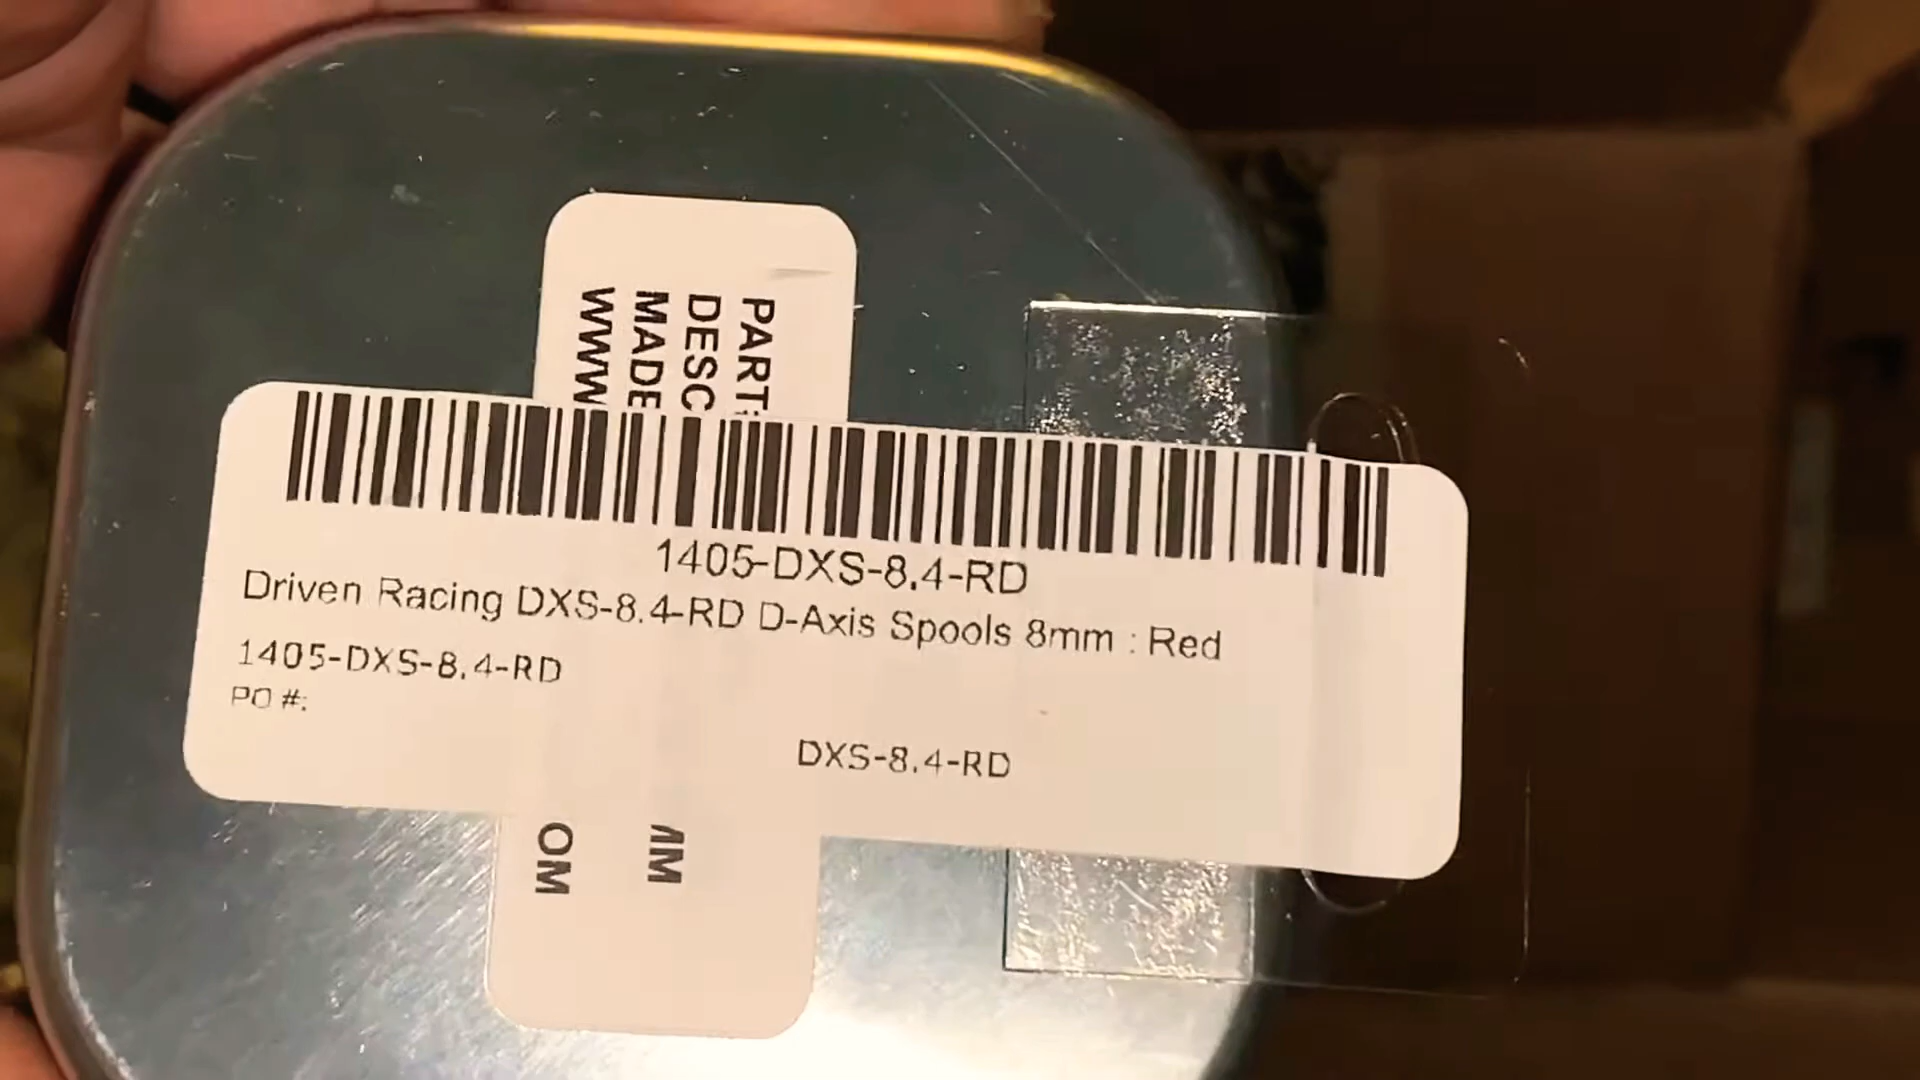 PART#
DESC
MADE
WWW
1405-DXS-8.4-RD
Driven Racing DXS-8.4-RD D-Axis Spools 8mm : Red
1405-DXS-8.4-RD
PO #:
DXS-8.4-RD
MM
OM